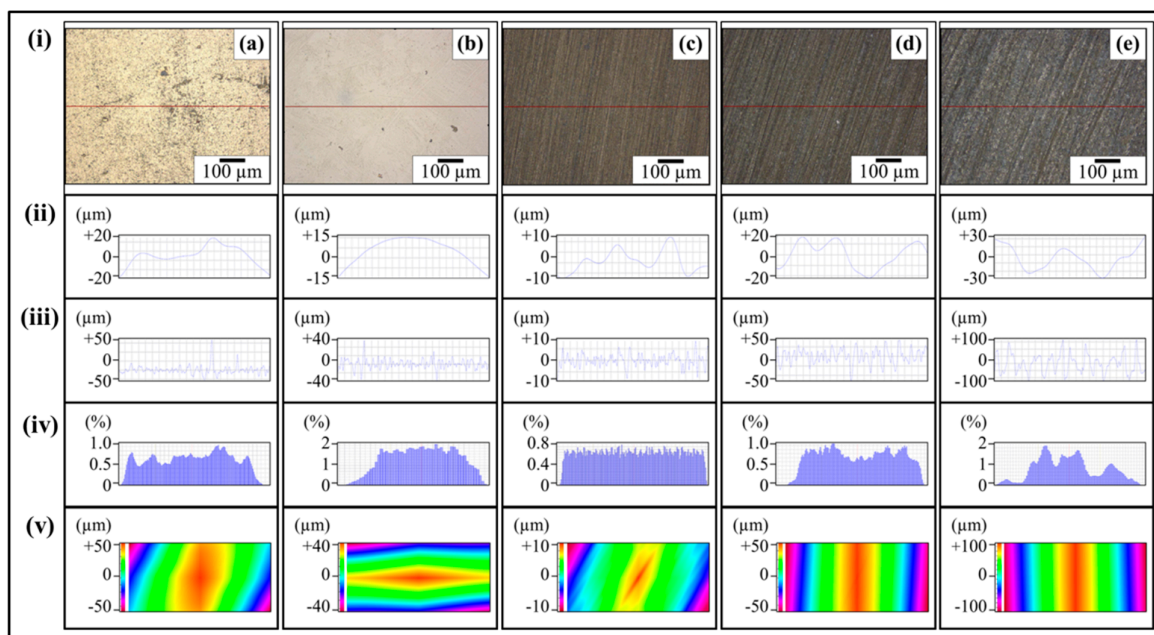 (i) (a) (b) (c) (d) (e)
100 µm 100 µm 100 µm 100 µm 100 µm
(ii) (µm) (µm) (µm) (µm) (µm)
+20 +15 +10 +20 +30
0 0 0 0 0
-20 -15 -10 -20 -30
(iii) (µm) (µm) (µm) (µm) (µm)
+50 +40 +10 +50 +100
0 0 0 0 0
-50 -40 -10 -50 -100
(iv) (%) (%) (%) (%) (%)
1.0 2 0.8 1.0 2
0.5 1 0.4 0.5 1
0 0 0 0 0
(v) (µm) (µm) (µm) (µm) (µm)
+50 +40 +10 +50 +100
0 0 0 0 0
-50 -40 -10 -50 -100